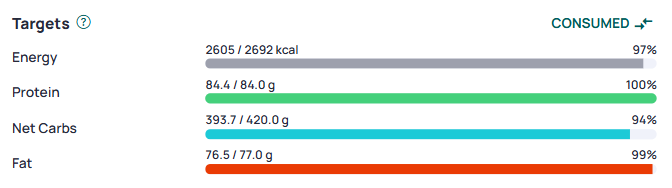 Targets ?
CONSUMED
Energy 2605 / 2692 kcal 97%
Protein 84.4 / 84.0 g 100%
Net Carbs 393.7 / 420.0 g 94%
Fat 76.5 / 77.0 g 99%